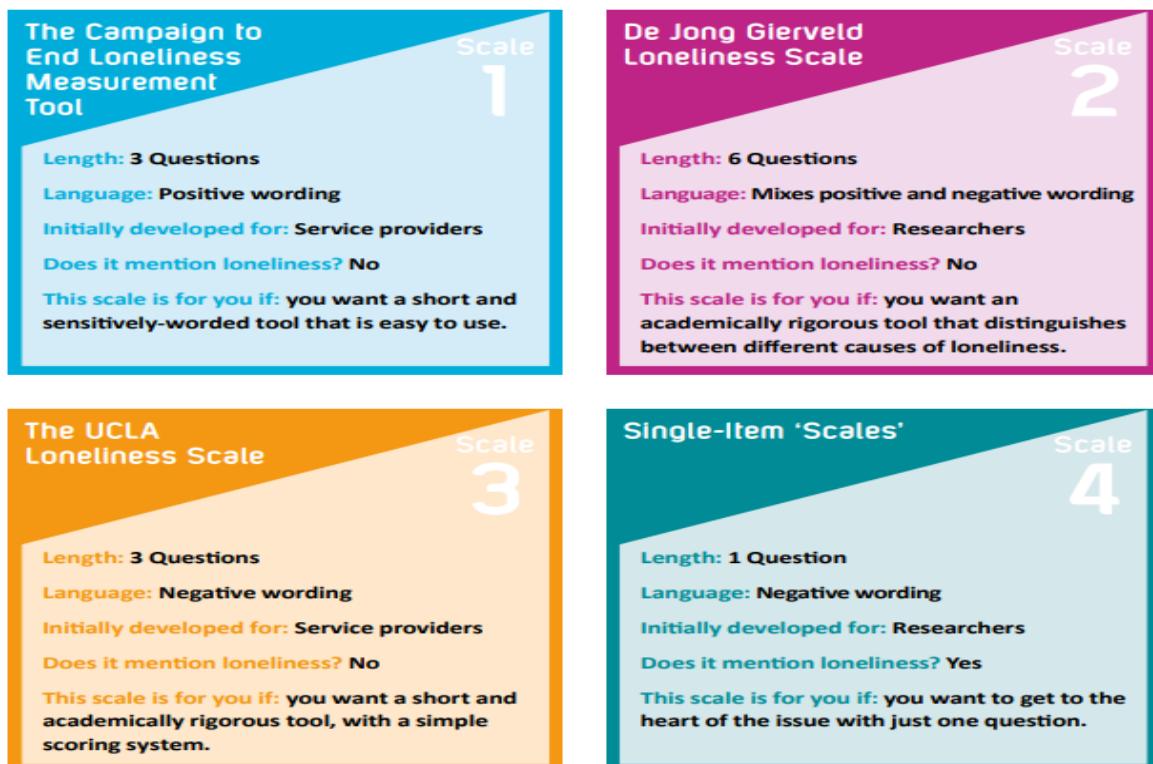 The Campaign to
End Loneliness
Measurement
Tool
Scale
1
Length: 3 Questions
Language: Positive wording
Initially developed for: Service providers
Does it mention loneliness? No
This scale is for you if: you want a short and
sensitively-worded tool that is easy to use.
De Jong Gierveld
Loneliness Scale
Scale
2
Length: 6 Questions
Language: Mixes positive and negative wording
Initially developed for: Researchers
Does it mention loneliness? No
This scale is for you if: you want an
academically rigorous tool that distinguishes
between different causes of loneliness.
The UCLA
Loneliness Scale
Scale
3
Length: 3 Questions
Language: Negative wording
Initially developed for: Service providers
Does it mention loneliness? No
This scale is for you if: you want a short and
academically rigorous tool, with a simple
scoring system.
Single-Item ‘Scales’
Scale
4
Length: 1 Question
Language: Negative wording
Initially developed for: Researchers
Does it mention loneliness? Yes
This scale is for you if: you want to get to the
heart of the issue with just one question.